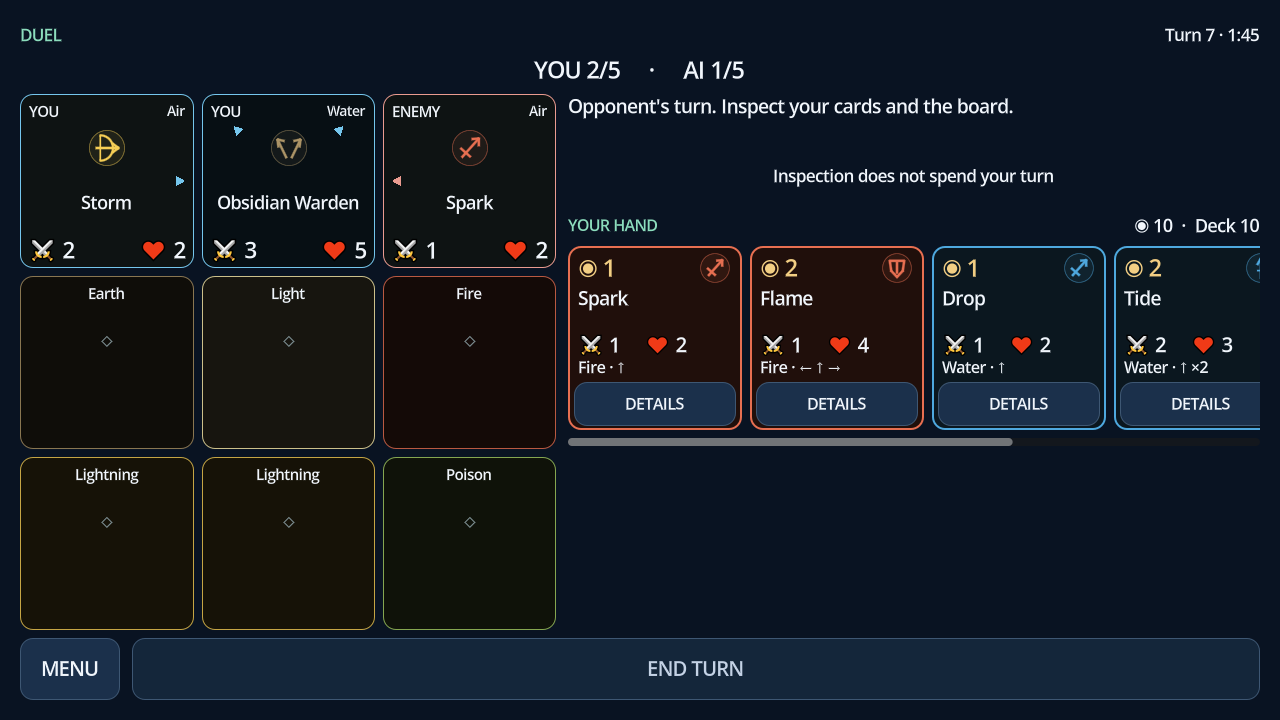 DUEL
Turn 7 · 1:45
YOU 2/5 · AI 1/5
YOU Air
Storm
2 2
YOU Water
Obsidian Warden
3 5
ENEMY Air
Spark
1 2
Opponent's turn. Inspect your cards and the board.
Inspection does not spend your turn
YOUR HAND
◉ 10 · Deck 10
◉ 1
Spark
1 2
Fire · ↑
DETAILS
◉ 2
Flame
1 4
Fire · ← ↑ →
DETAILS
◉ 1
Drop
1 2
Water · ↑
DETAILS
◉ 2
Tide
2 3
Water · ↑ ×2
DETAILS
Earth
Light
Fire
Lightning
Lightning
Poison
MENU
END TURN